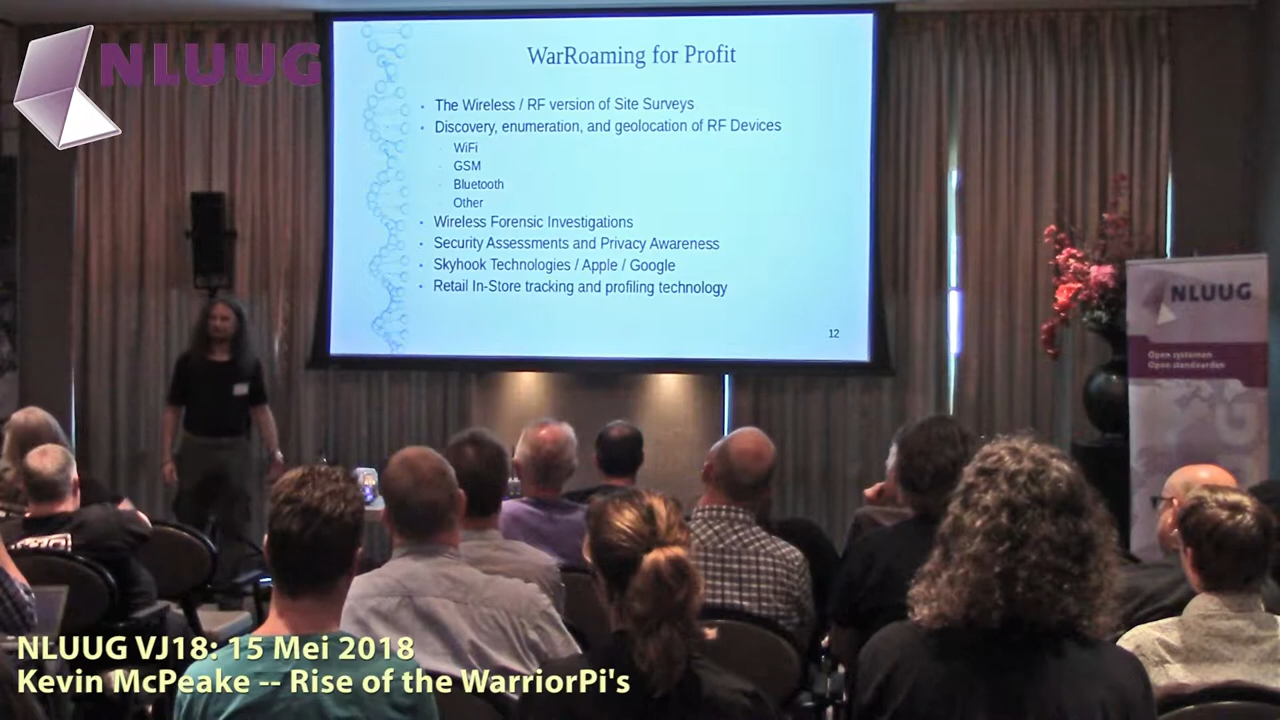 NLUUG
WarRoaming for Profit
The Wireless / RF version of Site Surveys
Discovery, enumeration, and geolocation of RF Devices
WiFi
GSM
Bluetooth
Other
Wireless Forensic Investigations
Security Assessments and Privacy Awareness
Skyhook Technologies / Apple / Google
Retail In-Store tracking and profiling technology
12
NLUUG
Open systemen
Open standaarden
NLUUG VJ18: 15 Mei 2018
Kevin McPeake -- Rise of the WarriorPi's